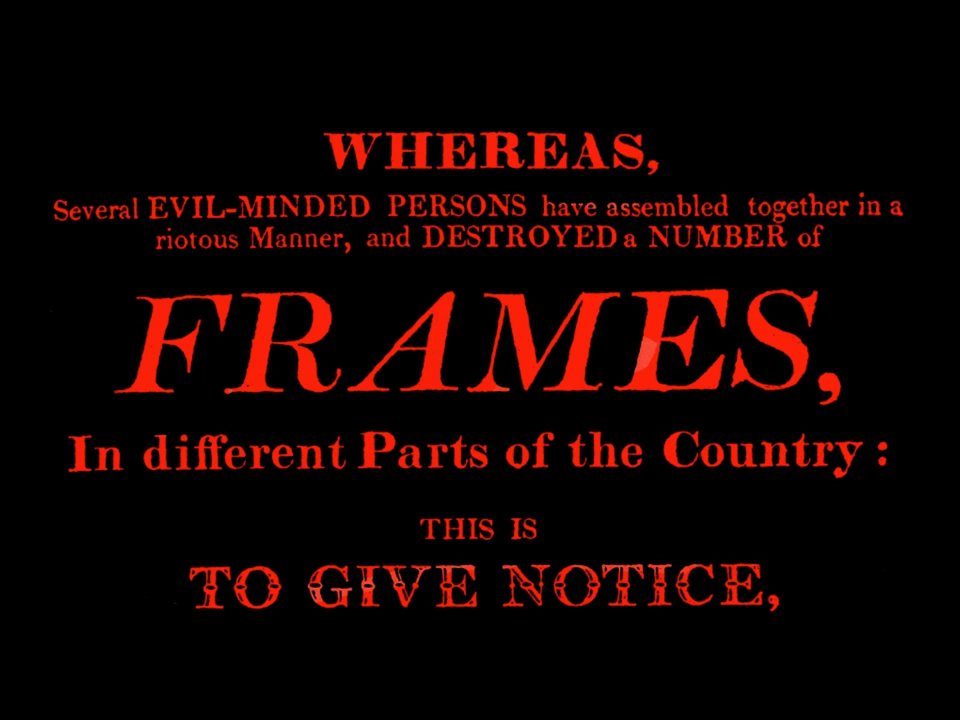 WHEREAS,
Several EVIL-MINDED PERSONS have assembled together in a
riotous Manner, and DESTROYED a NUMBER of
FRAMES,
In different Parts of the Country :
THIS IS
TO GIVE NOTICE,